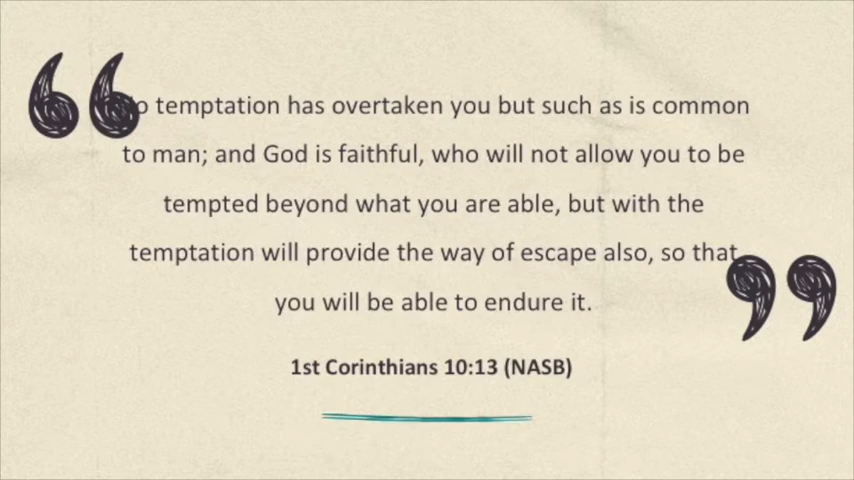 temptation has overtaken you but such as is common
to man; and God is faithful, who will not allow you to be
tempted beyond what you are able, but with the
temptation will provide the way of escape also, so that
you will be able to endure it.
1st Corinthians 10:13 (NASB)